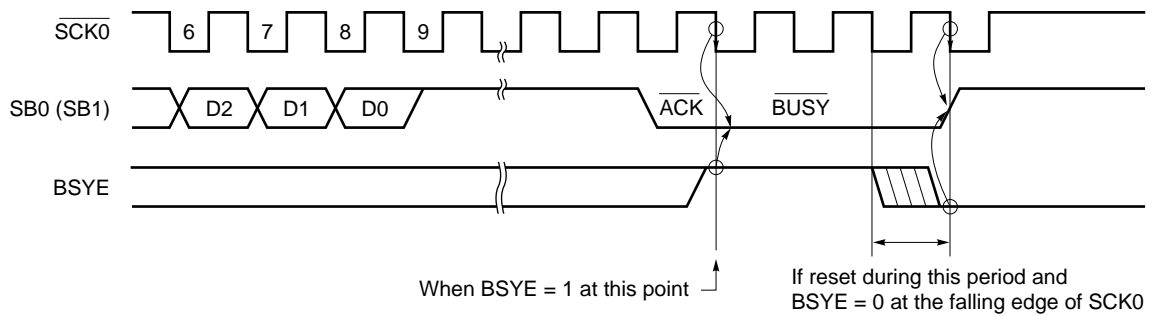 SCK0 6 7 8 9
SB0 (SB1) D2 D1 D0 ACK BUSY
BSYE
When BSYE = 1 at this point
If reset during this period and
BSYE = 0 at the falling edge of SCK0